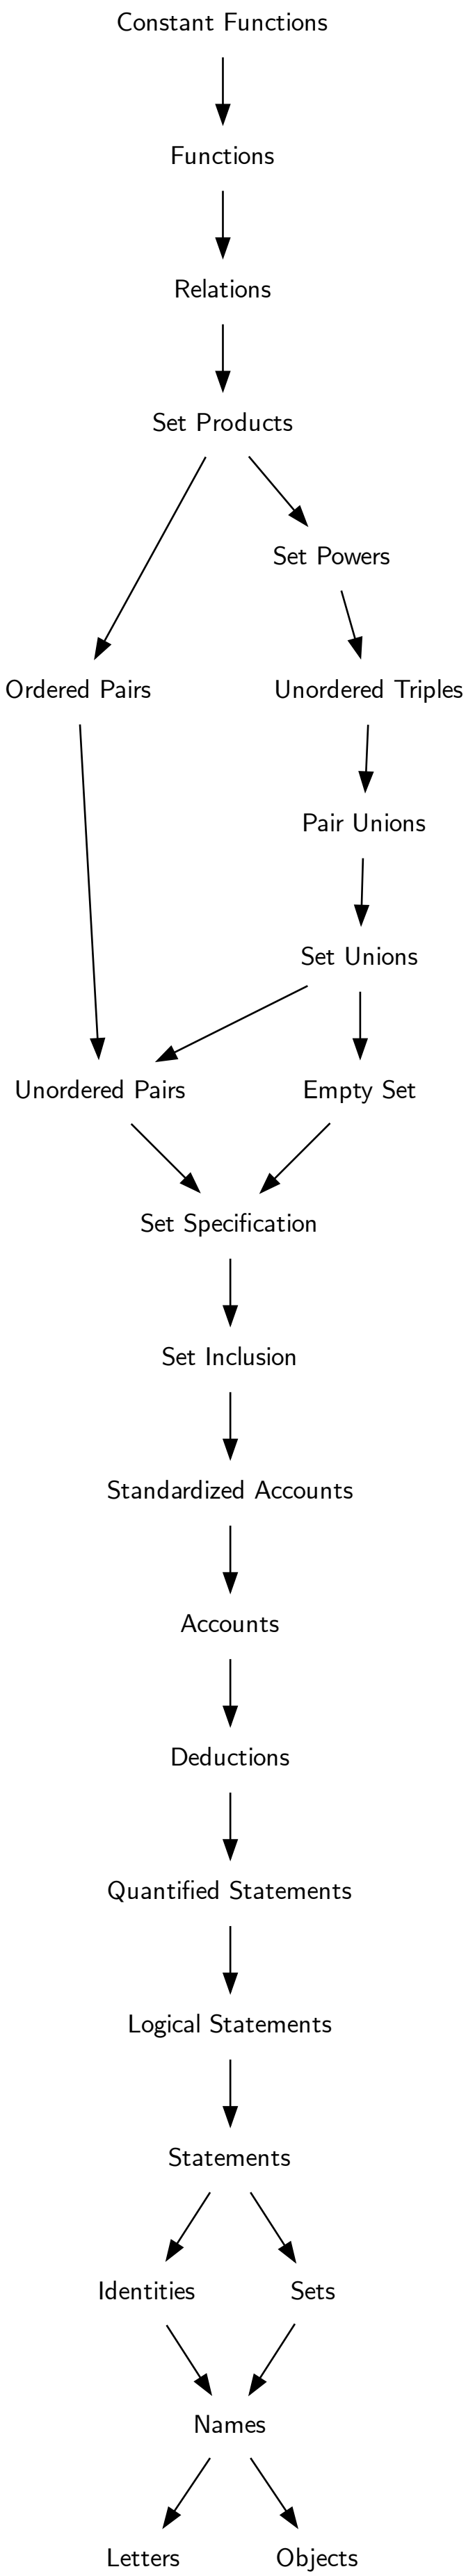 Constant Functions
Functions
Relations
Set Products
Set Powers
Ordered Pairs
Unordered Triples
Pair Unions
Set Unions
Unordered Pairs
Empty Set
Set Specification
Set Inclusion
Standardized Accounts
Accounts
Deductions
Quantified Statements
Logical Statements
Statements
Identities
Sets
Names
Letters
Objects